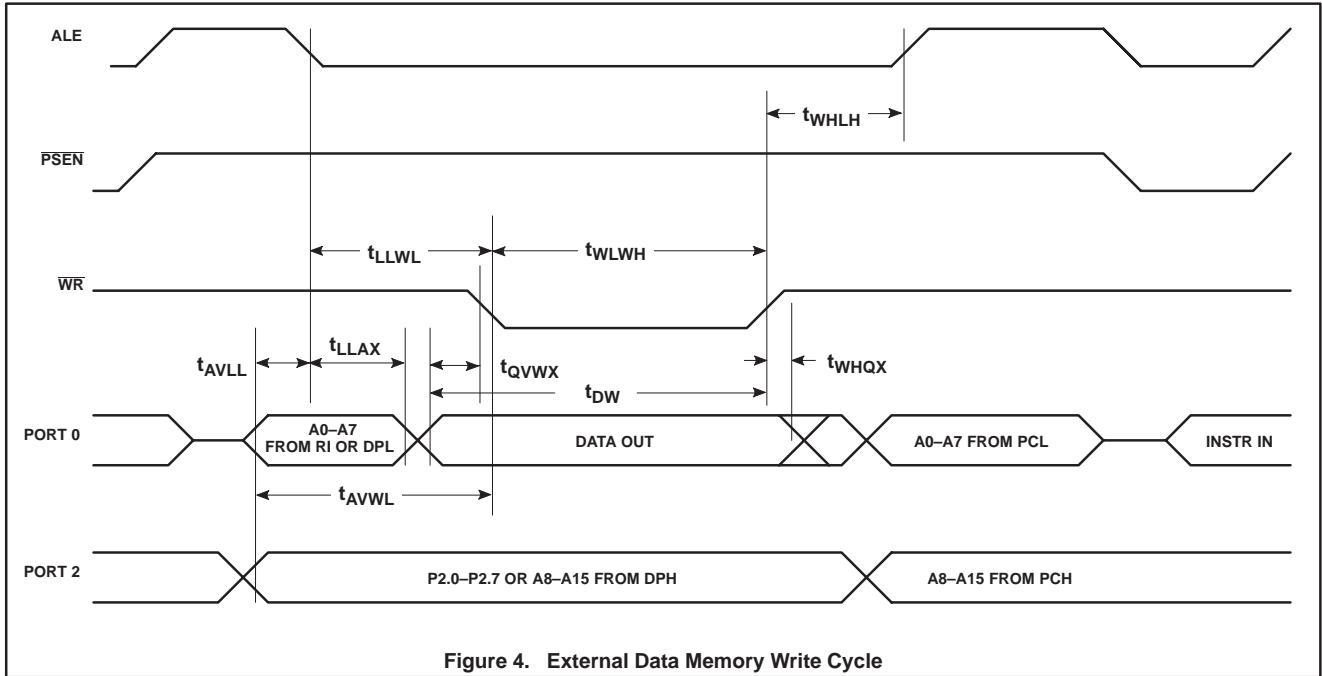 ALE
tWHLH
PSEN
tLLWL
tWLWH
WR
tAVLL
tLLAX
tQVWX
tWHQX
tDW
PORT 0
A0–A7
FROM RI OR DPL
DATA OUT
A0–A7 FROM PCL
INSTR IN
tAVWL
PORT 2
P2.0–P2.7 OR A8–A15 FROM DPH
A8–A15 FROM PCH
Figure 4. External Data Memory Write Cycle